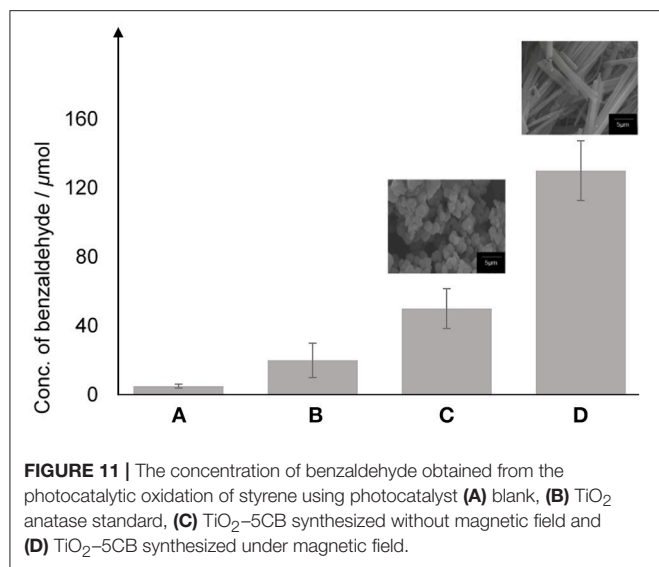 Conc. of benzaldehyde / µmol
160
120
80
40
0
5µm
5µm
A B C D
FIGURE 11 | The concentration of benzaldehyde obtained from the
photocatalytic oxidation of styrene using photocatalyst (A) blank, (B) TiO₂
anatase standard, (C) TiO₂–5CB synthesized without magnetic field and
(D) TiO₂–5CB synthesized under magnetic field.